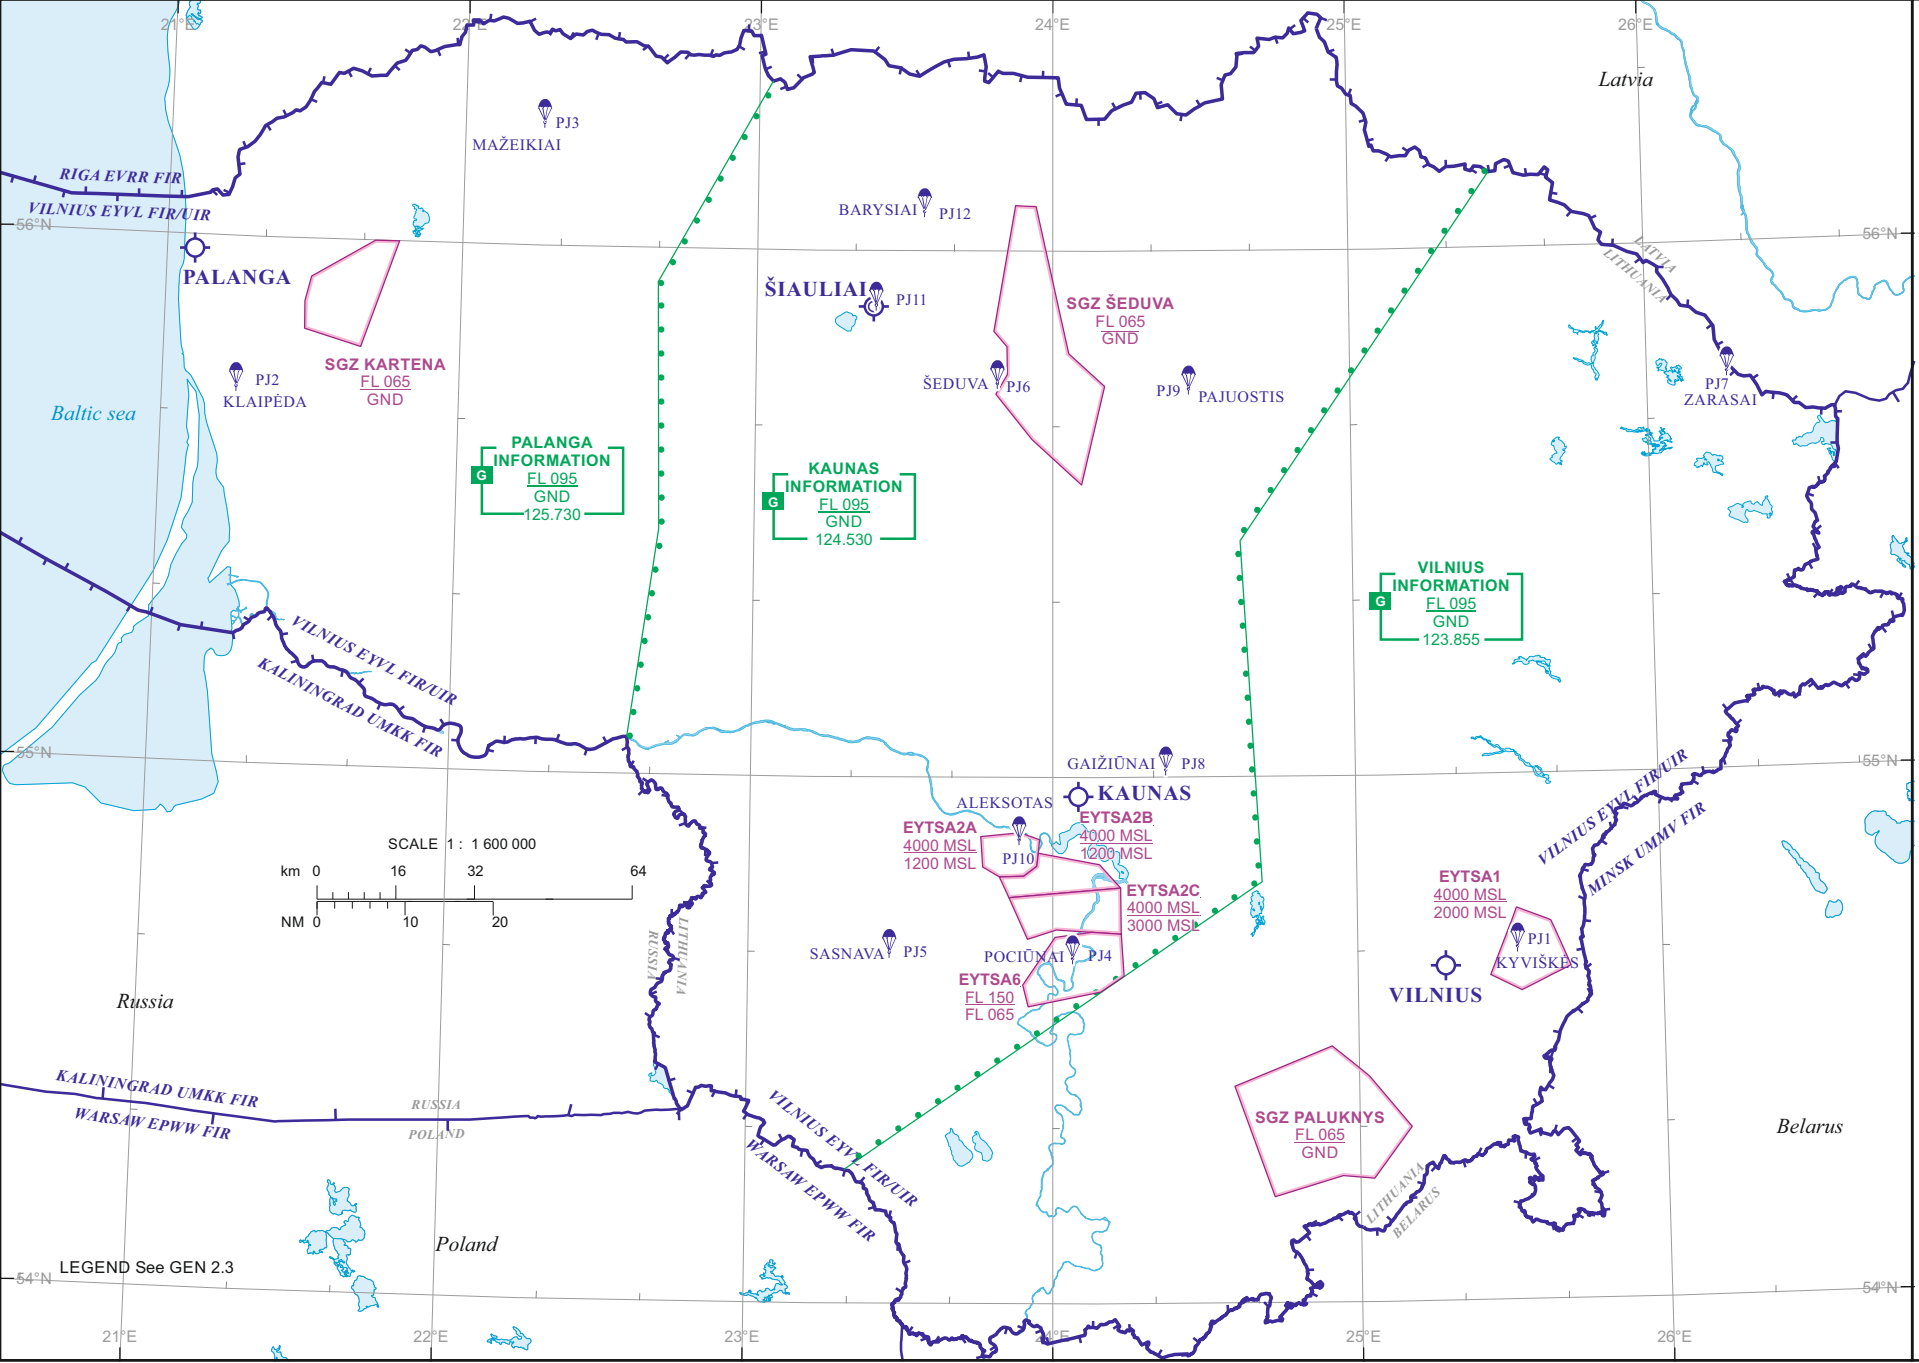 21°E
22°E
23°E
24°E
25°E
26°E
Latvia
PJ3
MAŽEIKIAI
RIGA EVRR FIR
VILNIUS EYVL FIR/UIR
56°N
56°N
BARYSIAI
PJ12
LATVIA
LITHUANIA
PALANGA
ŠIAULIAI
PJ11
SGZ ŠEDUVA
FL 065
GND
SGZ KARTENA
FL 065
GND
PJ2
KLAIPĖDA
ŠEDUVA
PJ6
PJ9
PAJUOSTIS
PJ7
ZARASAI
Baltic sea
PALANGA
INFORMATION
G
FL 095
GND
125.730
KAUNAS
INFORMATION
G
FL 095
GND
124.530
VILNIUS
INFORMATION
G
FL 095
GND
123.855
VILNIUS EYVL FIR/UIR
KALININGRAD UMKK FIR
55°N
55°N
GAIŽIŪNAI
PJ8
KAUNAS
ALEKSOTAS
PJ10
EYTSA2A
4000 MSL
1200 MSL
EYTSA2B
4000 MSL
1200 MSL
EYTSA2C
4000 MSL
3000 MSL
VILNIUS EYVL FIR/UIR
MINSK UMMV FIR
SCALE 1 : 1 600 000
km 0 16 32 64
NM 0 10 20
EYTSA1
4000 MSL
2000 MSL
PJ1
KYVIŠKĖS
VILNIUS
LITHUANIA
RUSSIA
SASNAVA
PJ5
POCIŪNAI
PJ4
EYTSA6
FL 150
FL 065
Russia
KALININGRAD UMKK FIR
WARSAW EPWW FIR
RUSSIA
POLAND
VILNIUS EYVL FIR/UIR
WARSAW EPWW FIR
SGZ PALUKNYS
FL 065
GND
Belarus
LITHUANIA
BELARUS
Poland
LEGEND See GEN 2.3
54°N
54°N
21°E
22°E
23°E
24°E
25°E
26°E